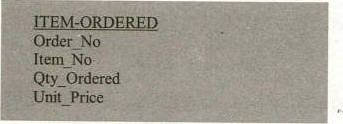 ITEM-ORDERED
Order_No
Item_No
Qty_Ordered
Unit_Price